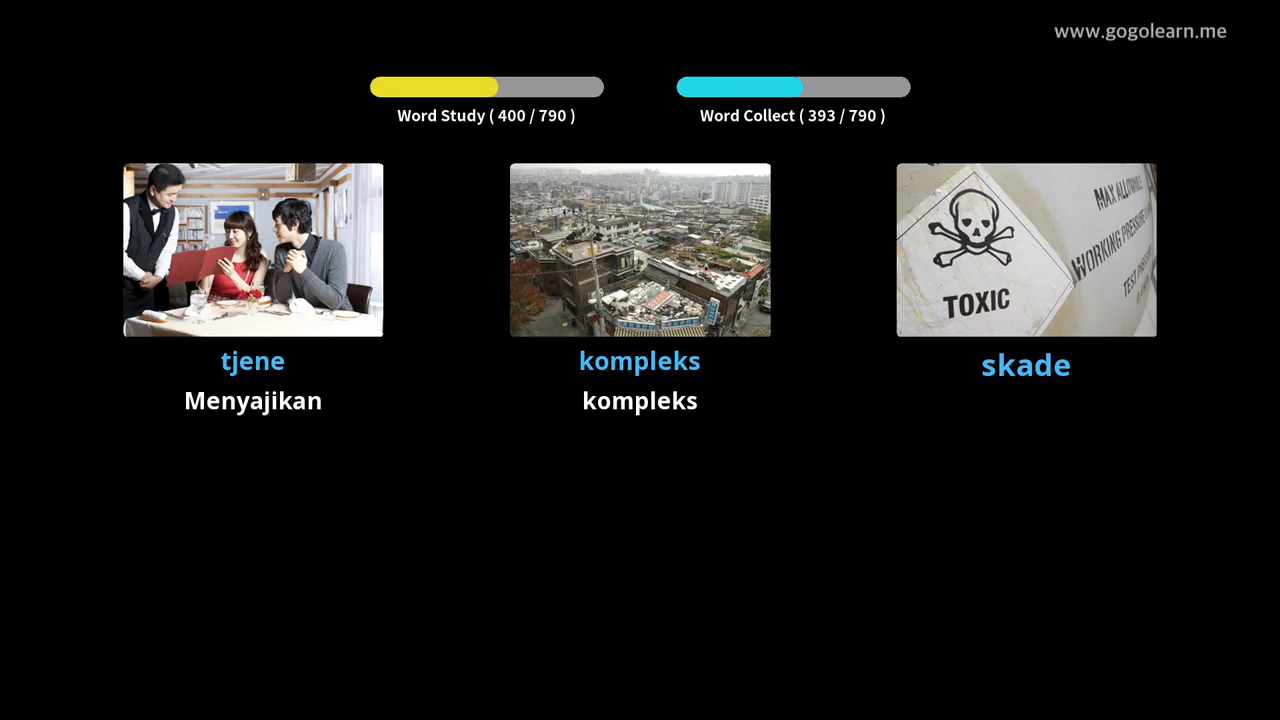 www.gogolearn.me
Word Study ( 400 / 790 )
Word Collect ( 393 / 790 )
MAX ALLOWABLE
WORKING PRESSURE
TEST PRESSURE
TOXIC
tjene
kompleks
skade
Menyajikan
kompleks